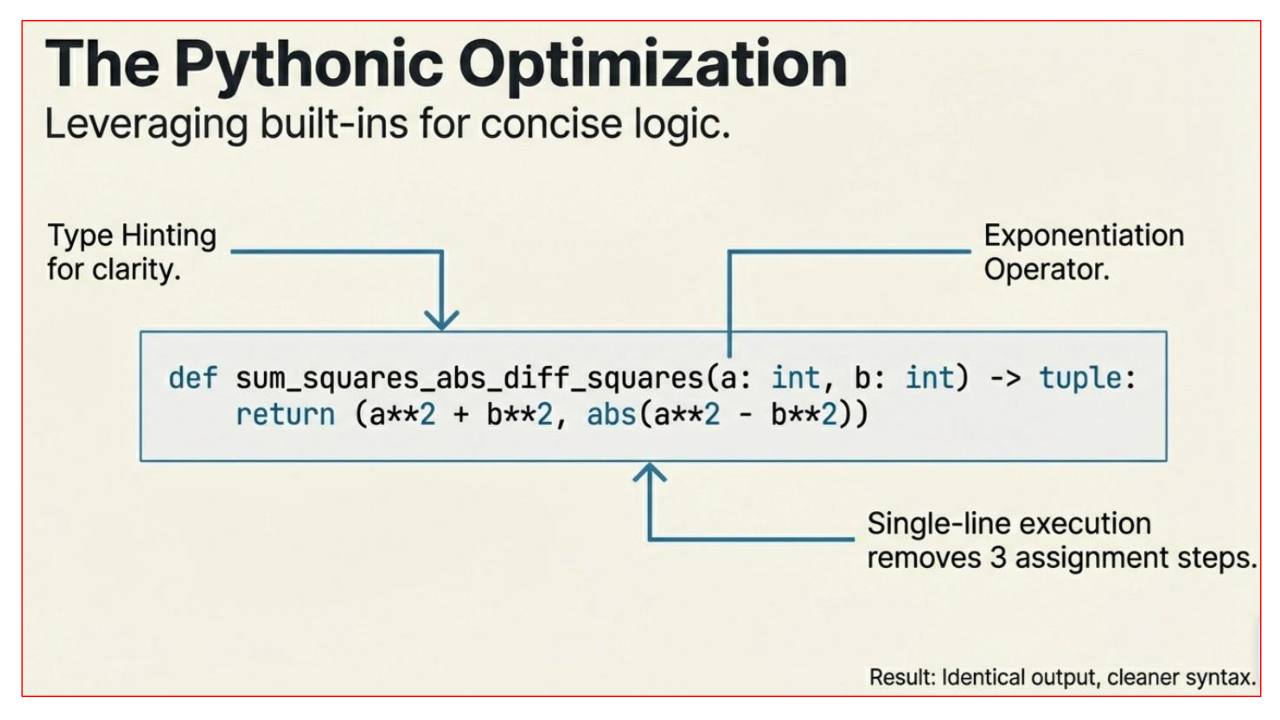 The Pythonic Optimization
Leveraging built-ins for concise logic.
Type Hinting
for clarity.
Exponentiation
Operator.
def sum_squares_abs_diff_squares(a: int, b: int) -> tuple:
    return (a**2 + b**2, abs(a**2 - b**2))
Single-line execution
removes 3 assignment steps.
Result: Identical output, cleaner syntax.